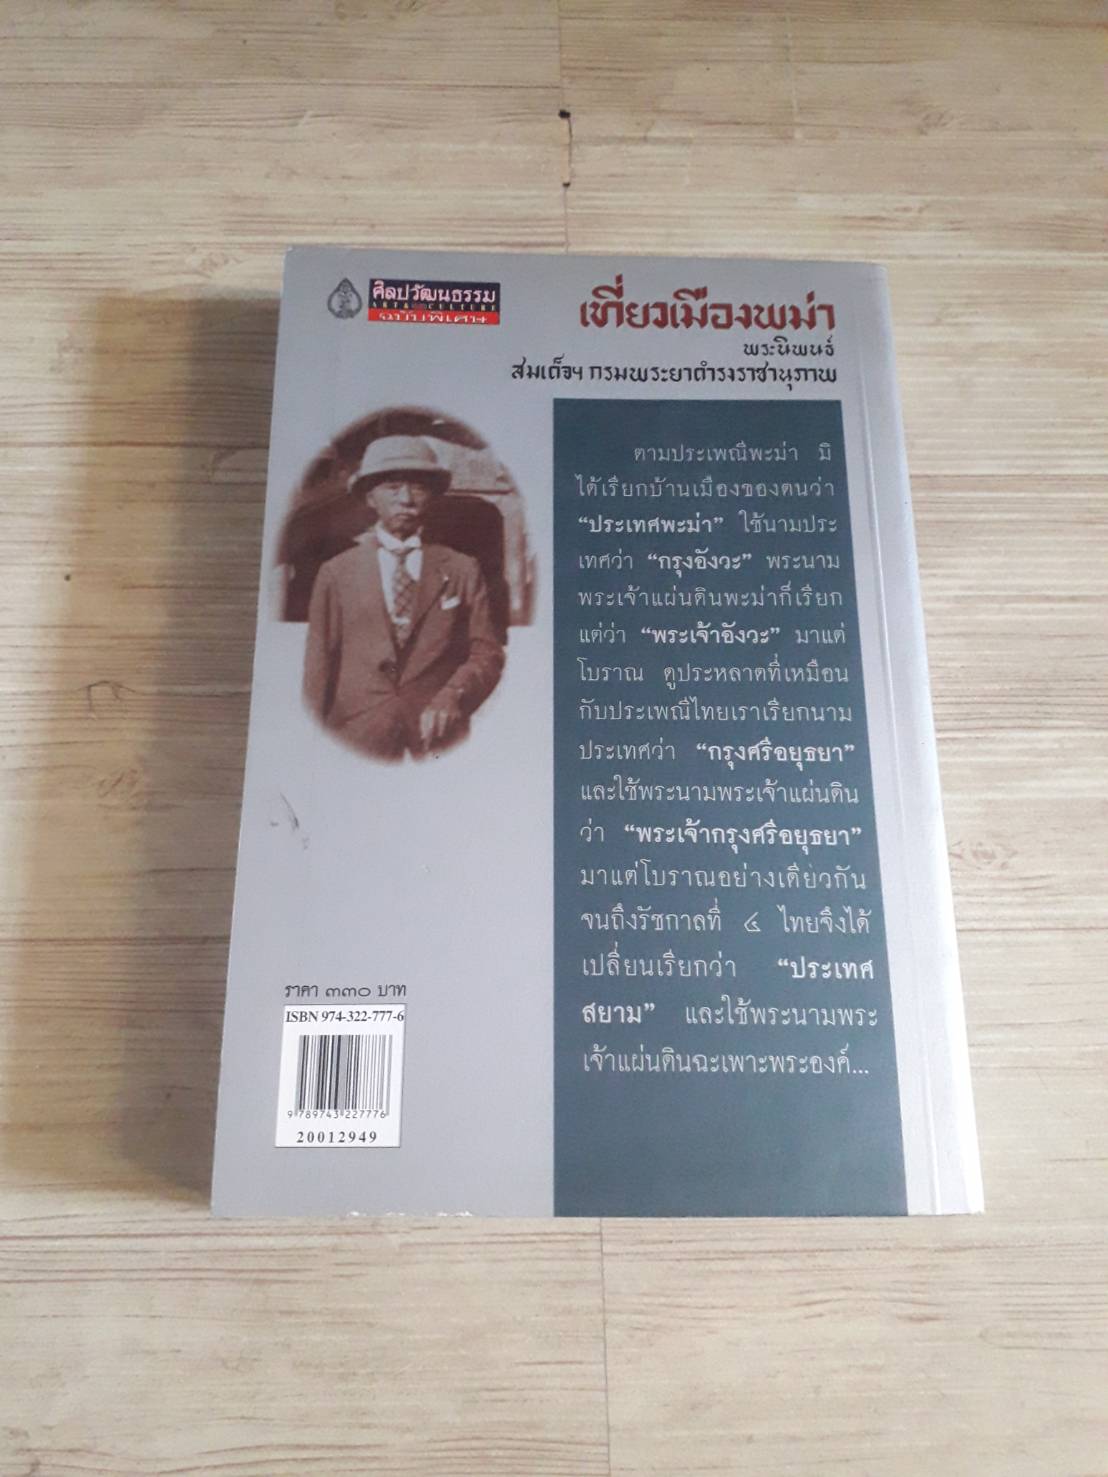 ศิลปวัฒนธรรม
ART & CULTURE
ฉบับพิเศษ
เที่ยวเมืองพม่า
พระนิพนธ์
สมเด็จฯ กรมพระยาดำรงราชานุภาพ
ตามประเพณีพะม่า มิ
ได้เรียกบ้านเมืองของตนว่า
“ประเทศพะม่า” ใช้นามประ
เทศว่า “กรุงอังวะ” พระนาม
พระเจ้าแผ่นดินพะม่าก็เรียก
แต่ว่า “พระเจ้าอังวะ” มาแต่
โบราณ ดูประหลาดที่เหมือน
กับประเพณีไทยเราเรียกนาม
ประเทศว่า “กรุงศรีอยุธยา”
และใช้พระนามพระเจ้าแผ่นดิน
ว่า “พระเจ้ากรุงศรีอยุธยา”
มาแต่โบราณอย่างเดียวกัน
จนถึงรัชกาลที่ ๔ ไทยจึงได้
เปลี่ยนเรียกว่า “ประเทศ
สยาม” และใช้พระนามพระ
เจ้าแผ่นดินฉะเพาะพระองค์...
ราคา ๓๓๐ บาท
ISBN 974-322-777-6
9 789743 227776
20012949